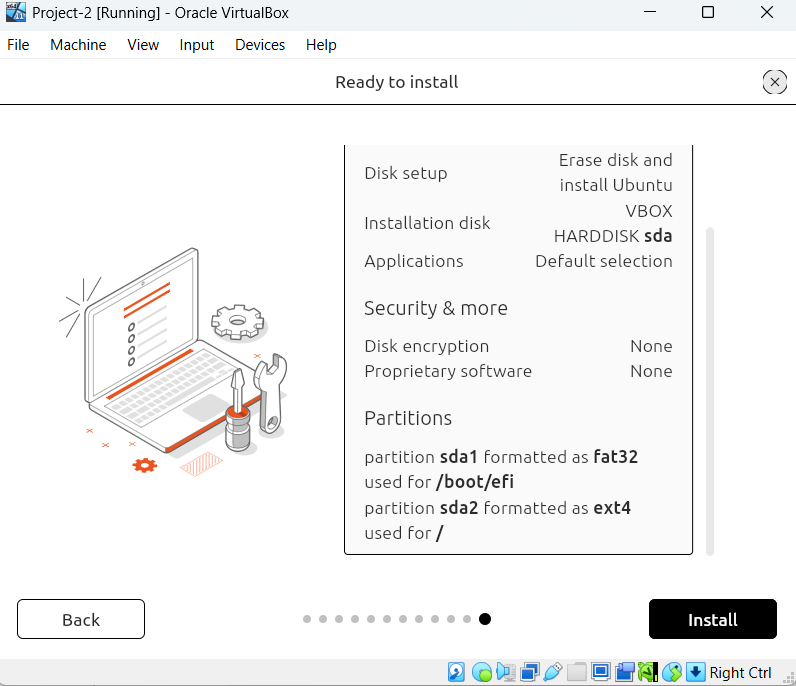 Project-2 [Running] - Oracle VirtualBox
File Machine View Input Devices Help
Ready to install
Disk setup Erase disk and
install Ubuntu
Installation disk VBOX
HARDDISK sda
Applications Default selection
Security & more
Disk encryption None
Proprietary software None
Partitions
partition sda1 formatted as fat32
used for /boot/efi
partition sda2 formatted as ext4
used for /
Back
Install
Right Ctrl